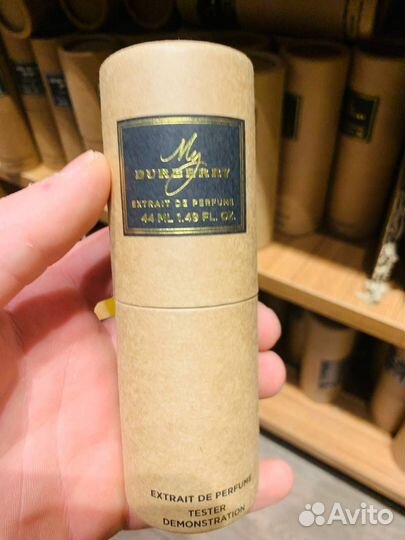 My
BURBERRY
EXTRAIT DE PERFUME
44 ML 1.49 FL. OZ.
EXTRAIT DE PERFUME
TESTER
DEMONSTRATION
Avito